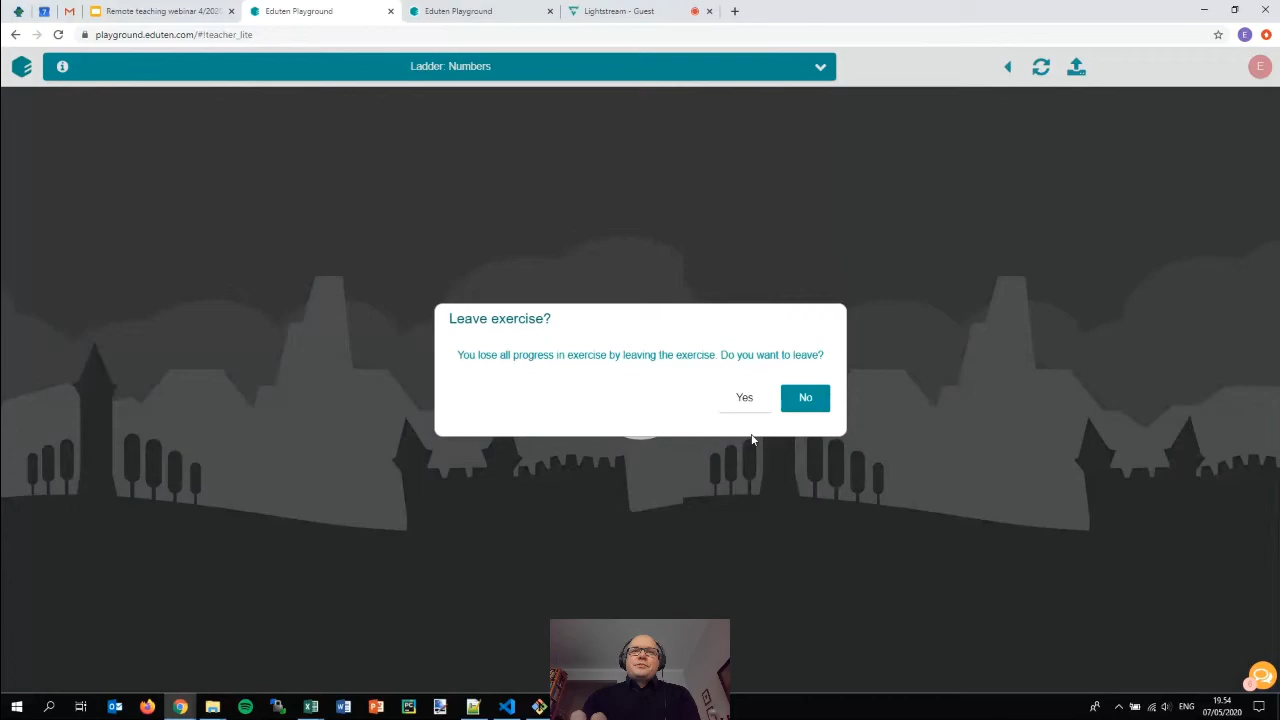 7
Remote teaching webinar 4/202
Eduten Playground
Eduten Playground
Lightstream - Guest
playground.eduten.com/#!teacher_lite
E
Ladder: Numbers
E
Leave exercise?
You lose all progress in exercise by leaving the exercise. Do you want to leave?
Yes
No
6
ENG
19.54
07/05/2020